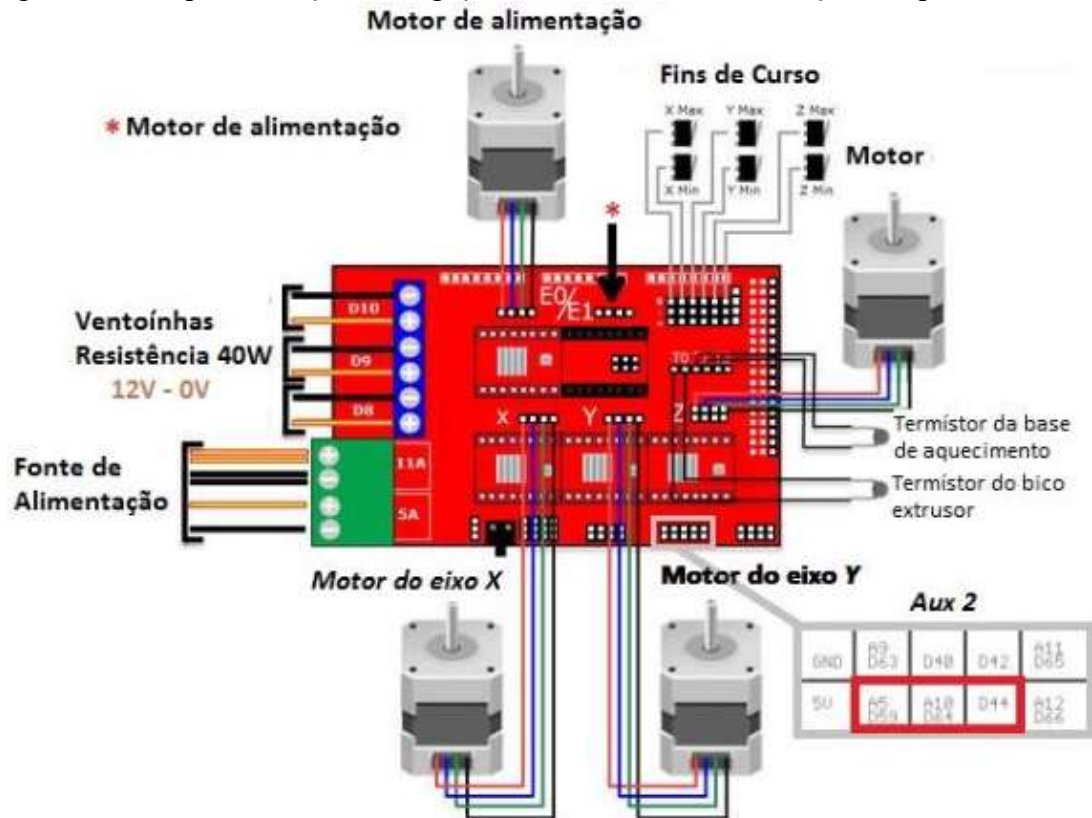 Motor de alimentação
* Motor de alimentação
Fins de Curso
X Max
Y Max
Z Max
X Min
Y Min
Z Min
Motor
*
E0/E1
D10
D9
D8
Ventoínhas
Resistência 40W
12V - 0V
T0
X
Y
Z
Fonte de
Alimentação
11A
5A
Termístor da base
de aquecimento
Termístor do bico
extrusor
Motor do eixo X
Motor do eixo Y
Aux 2
GND A9 D40 D42 A11
D63 D65
5V A5 A10 D44 A12
D59 D64 D66